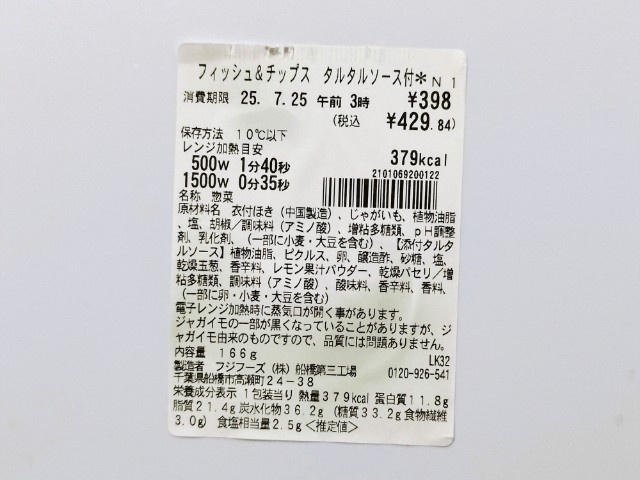 フィッシュ&チップス タルタルソース付*N 1
消費期限 25. 7.25 午前 3時 ¥398
(税込 ¥429.84)
保存方法 10℃以下
レンジ加熱目安 379kcal
500W 1分40秒
1500W 0分35秒
2101069200122
名称 惣菜
原材料名 衣付ほき(中国製造)、じゃがいも、植物油脂
、塩、胡椒/調味料(アミノ酸)、増粘多糖類、pH調整
剤、乳化剤、(一部に小麦・大豆を含む)、【添付タルタ
ルソース】植物油脂、ピクルス、卵、醸造酢、砂糖、塩、
乾燥玉葱、香辛料、レモン果汁パウダー、乾燥パセリ/増
粘多糖類、調味料(アミノ酸)、酸味料、香辛料、香料、
(一部に卵・小麦・大豆を含む)
電子レンジ加熱時に蒸気口が開く事があります。
ジャガイモの一部が黒くなっていることがありますが、ジ
ャガイモ由来のものですので、品質には問題ありません。
内容量 166g LK32
製造者 フジフーズ(株)船橋第三工場 0120-926-541
千葉県船橋市高瀬町24-38
栄養成分表示 1包装当り 熱量379kcal 蛋白質11.8g
脂質21.4g 炭水化物36.2g (糖質33.2g 食物繊維
3.0g) 食塩相当量2.5g<推定値>